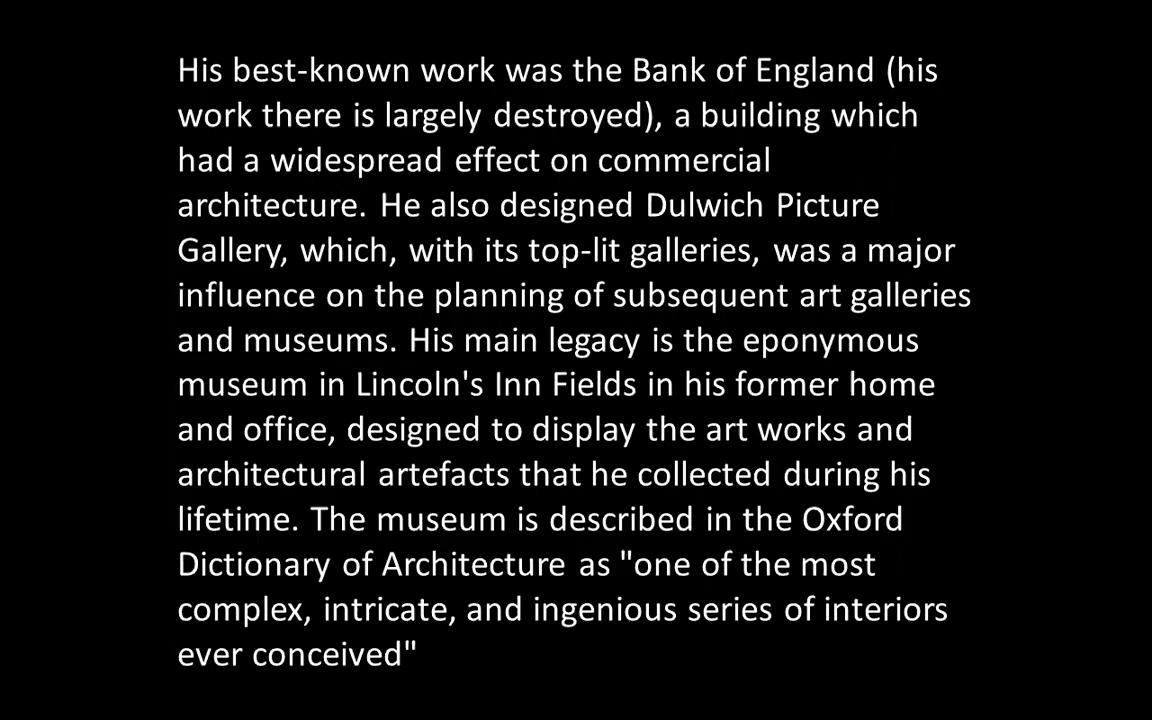 His best-known work was the Bank of England (his
work there is largely destroyed), a building which
had a widespread effect on commercial
architecture. He also designed Dulwich Picture
Gallery, which, with its top-lit galleries, was a major
influence on the planning of subsequent art galleries
and museums. His main legacy is the eponymous
museum in Lincoln's Inn Fields in his former home
and office, designed to display the art works and
architectural artefacts that he collected during his
lifetime. The museum is described in the Oxford
Dictionary of Architecture as "one of the most
complex, intricate, and ingenious series of interiors
ever conceived"